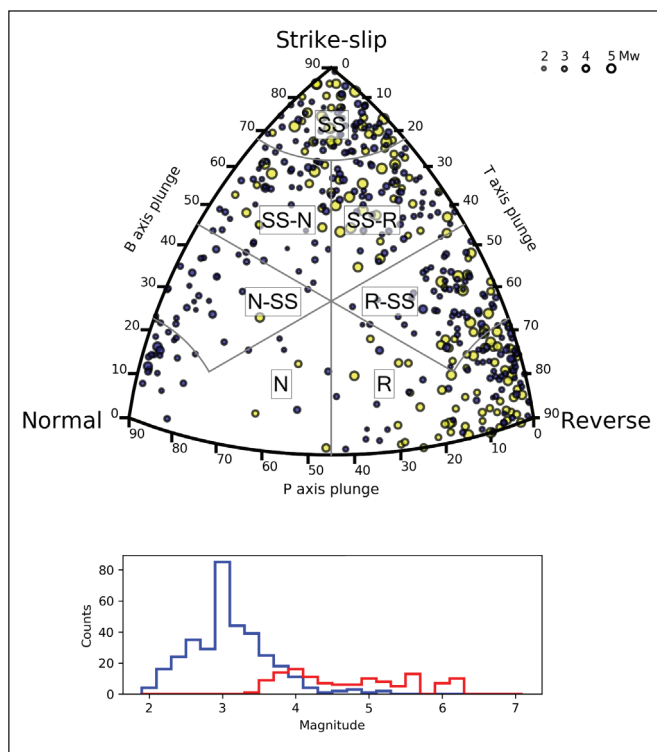 Strike-slip
2 3 4 5 Mw
90 0
80 10
70 20
SS
60 30
50 40
SS-N SS-R
B axis plunge
T axis plunge
40 50
30 60
N-SS R-SS
20 70
10 80
N R
Normal 0 90 Reverse
90 80 70 60 50 40 30 20 10 0
P axis plunge
80
60
40
20
0
Counts
2 3 4 5 6 7
Magnitude